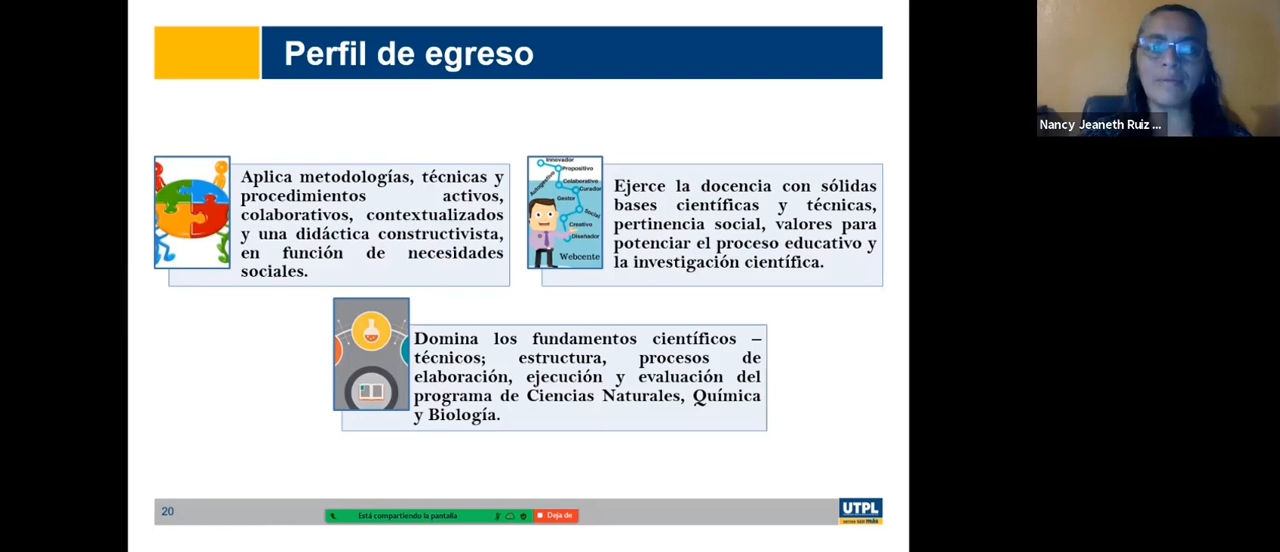 Perfil de egreso
Nancy Jeaneth Ruiz ...
Aplica metodologías, técnicas y
procedimientos activos,
colaborativos, contextualizados
y una didáctica constructivista,
en función de necesidades
sociales.
Innovador
Propositivo
Colaborativo
Autogestivo
Curador
Gestor
Social
Creativo
Diseñador
Webcente
Ejerce la docencia con sólidas
bases científicas y técnicas,
pertinencia social, valores para
potenciar el proceso educativo y
la investigación científica.
Domina los fundamentos científicos –
técnicos; estructura, procesos de
elaboración, ejecución y evaluación del
programa de Ciencias Naturales, Química
y Biología.
20
Está compartiendo la pantalla
Deja de
UTPL